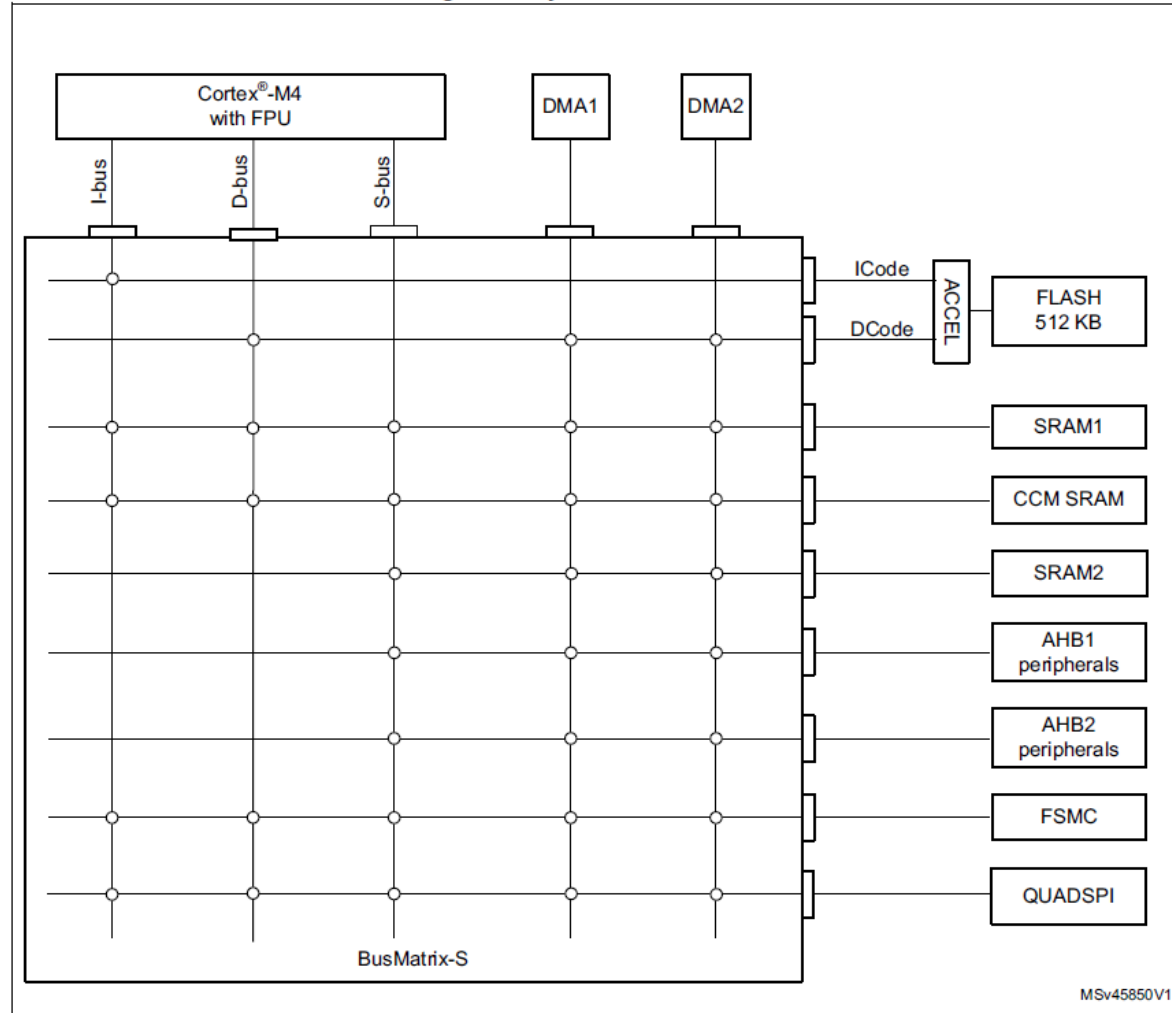 Cortex®-M4
with FPU
DMA1
DMA2
I-bus
D-bus
S-bus
ICode
DCode
ACCEL
FLASH
512 KB
SRAM1
CCM SRAM
SRAM2
AHB1
peripherals
AHB2
peripherals
FSMC
QUADSPI
BusMatrix-S
MSv45850V1